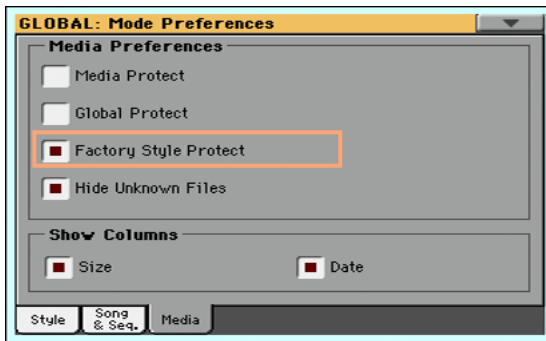 GLOBAL: Mode Preferences
Media Preferences
Media Protect
Global Protect
Factory Style Protect
Hide Unknown Files
Show Columns
Size Date
Style Song & Seq. Media